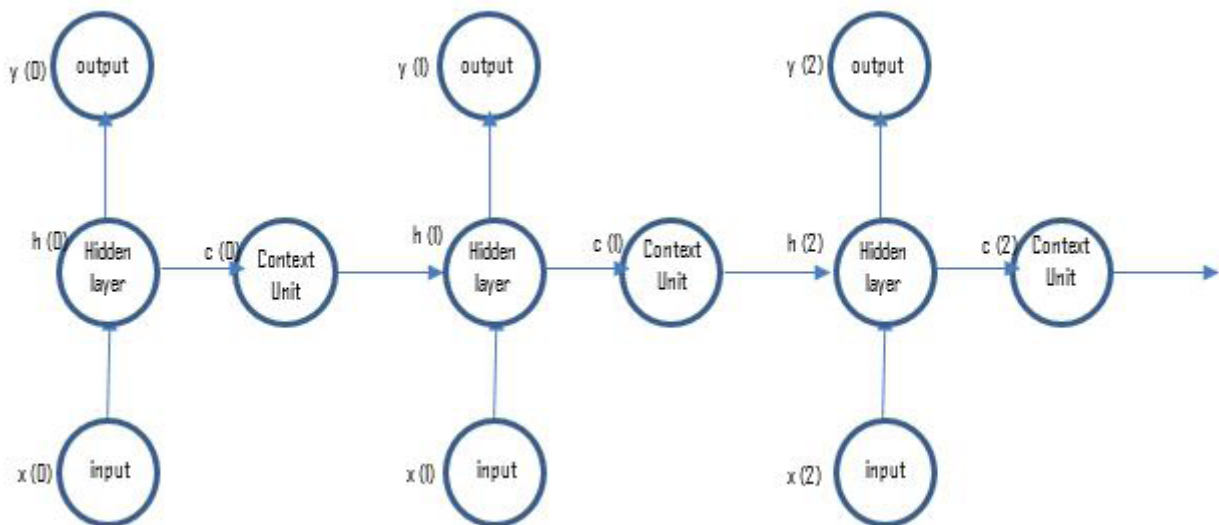 y (0)
output
y (1)
output
y (2)
output
h (0)
Hidden
layer
c (0)
Context
Unit
h (1)
Hidden
layer
c (1)
Context
Unit
h (2)
Hidden
layer
c (2)
Context
Unit
x (0)
input
x (1)
input
x (2)
input